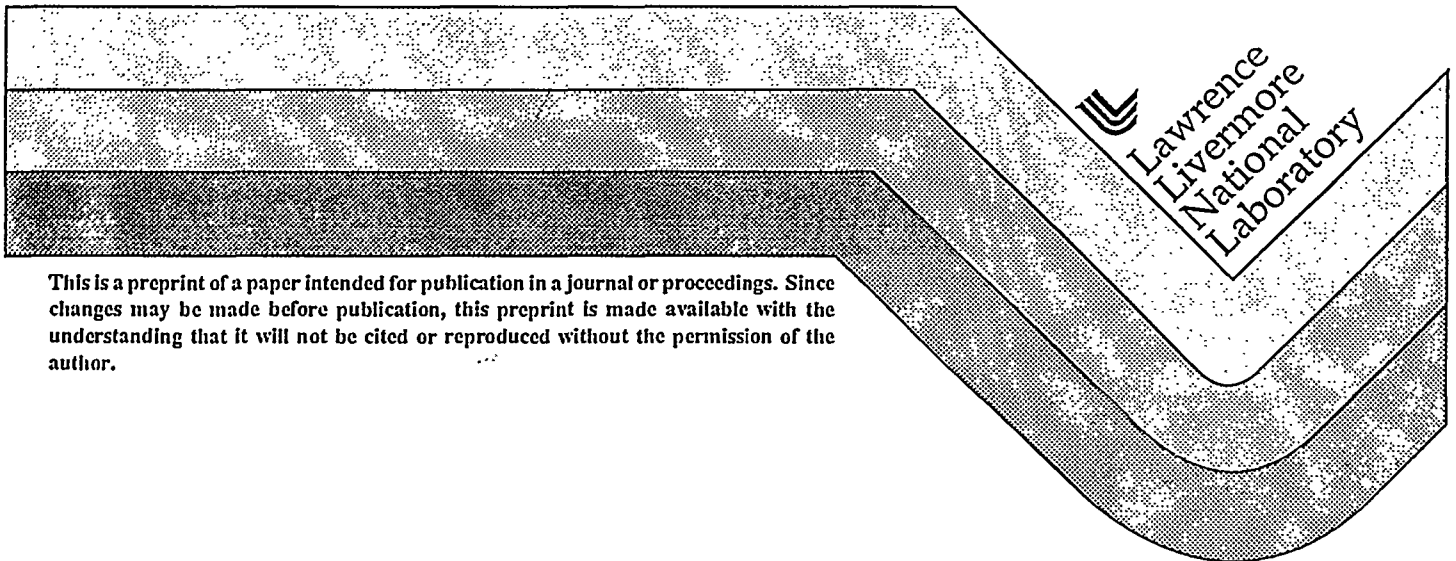 Lawrence
Livermore
National
Laboratory
This is a preprint of a paper intended for publication in a journal or proceedings. Since
changes may be made before publication, this preprint is made available with the
understanding that it will not be cited or reproduced without the permission of the
author.